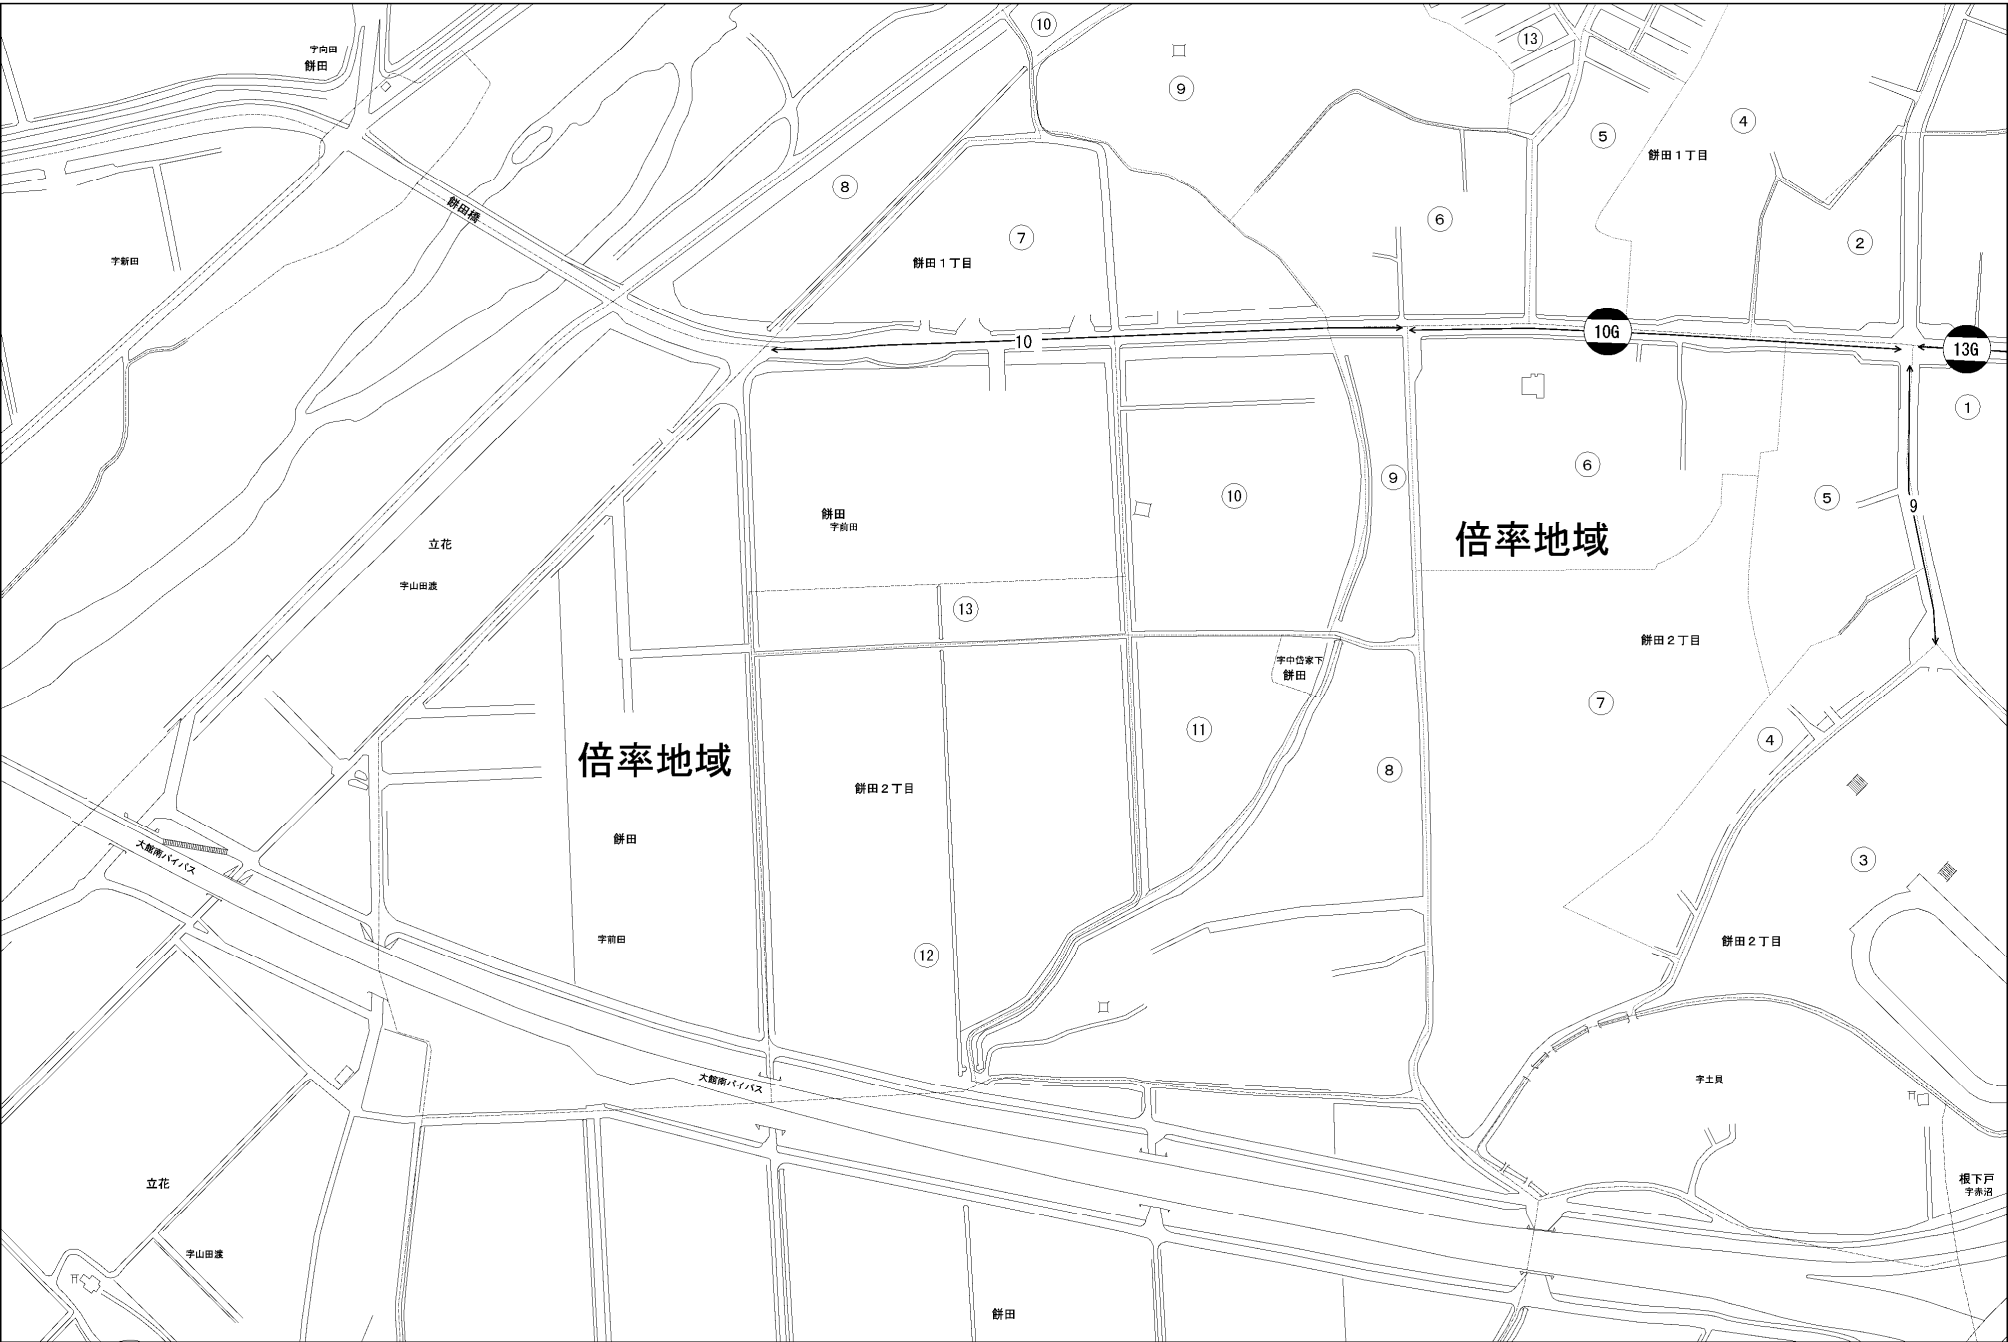 10
13
字向田
餅田
9
4
5
餅田1丁目
8
餅田橋
6
7
2
字新田
餅田1丁目
10
10G
13G
1
6
9
10
5
9
餅田
字前田
倍率地域
立花
字山田渡
13
餅田2丁目
字中岱家下
餅田
7
11
4
倍率地域
8
餅田2丁目
餅田
大館南バイパス
3
字前田
餅田2丁目
12
大館南バイパス
字土貝
立花
根下戸
字赤沼
字山田渡
餅田